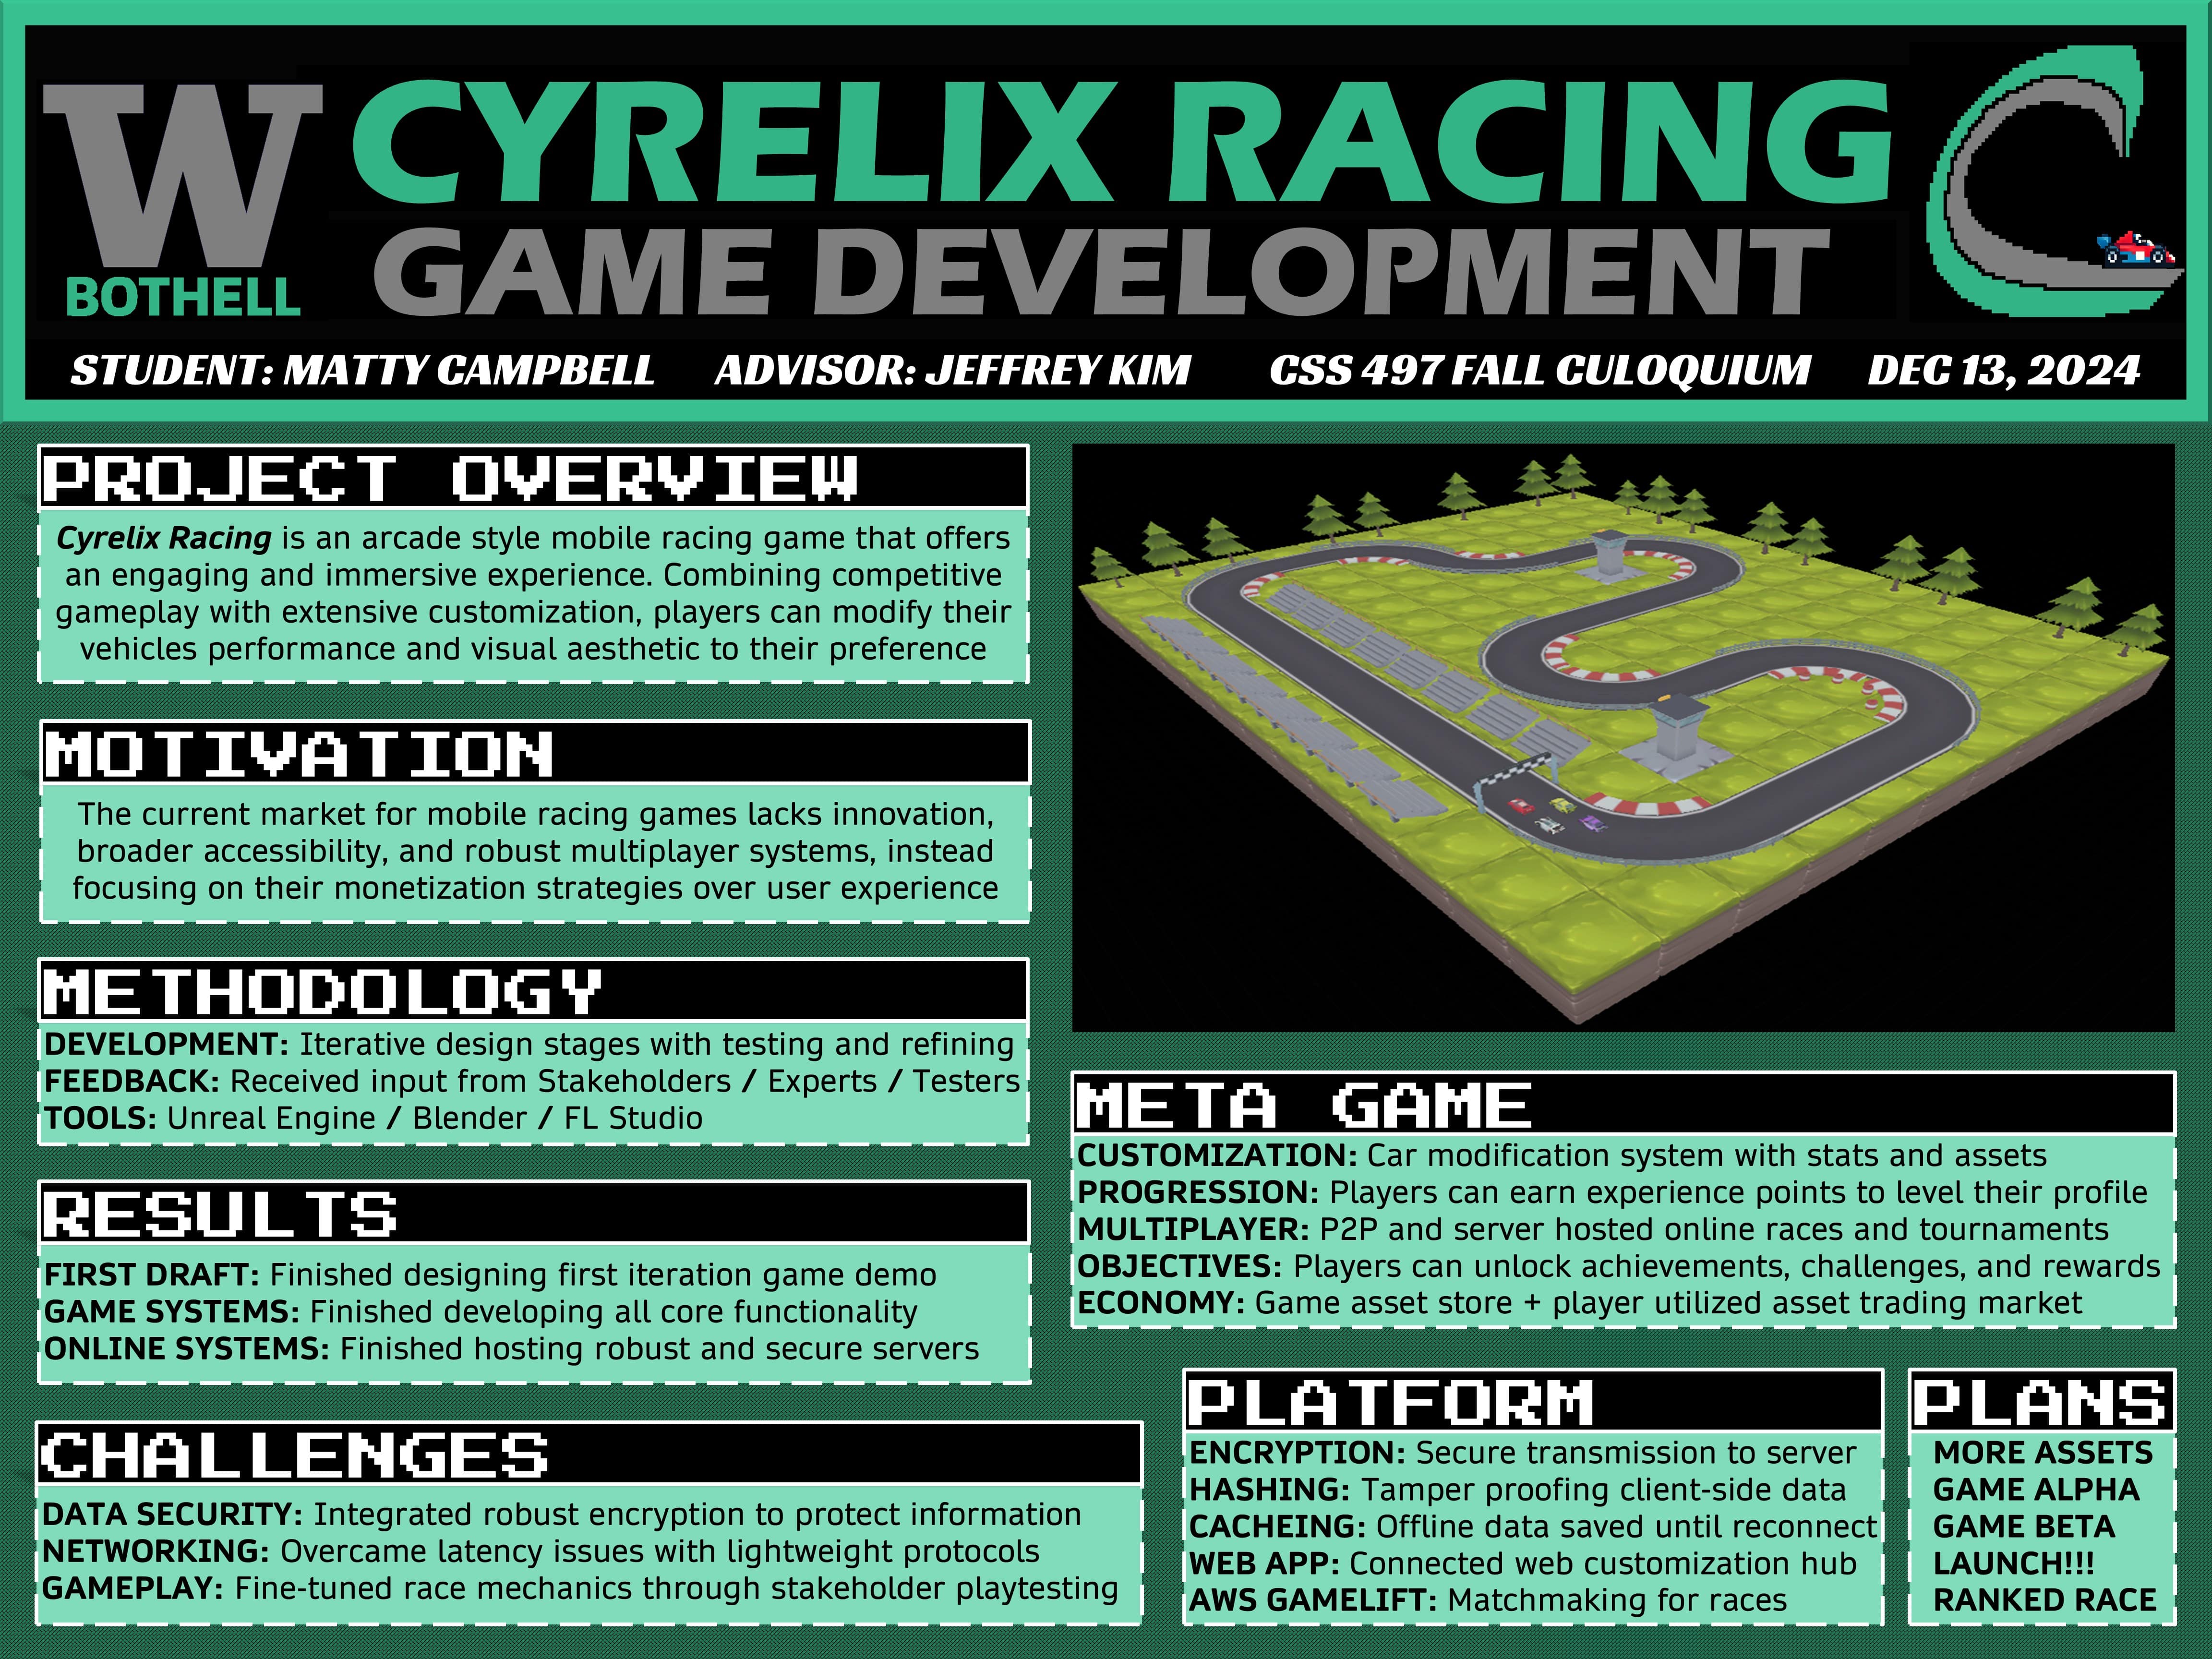 W
BOTHELL
CYRELIX RACING
GAME DEVELOPMENT
STUDENT: MATTY CAMPBELL ADVISOR: JEFFREY KIM CSS 497 FALL CULOQUIUM DEC 13, 2024
PROJECT OVERVIEW
Cyrelix Racing is an arcade style mobile racing game that offers
an engaging and immersive experience. Combining competitive
gameplay with extensive customization, players can modify their
vehicles performance and visual aesthetic to their preference
MOTIVATION
The current market for mobile racing games lacks innovation,
broader accessibility, and robust multiplayer systems, instead
focusing on their monetization strategies over user experience
METHODOLOGY
DEVELOPMENT: Iterative design stages with testing and refining
FEEDBACK: Received input from Stakeholders / Experts / Testers
TOOLS: Unreal Engine / Blender / FL Studio
RESULTS
FIRST DRAFT: Finished designing first iteration game demo
GAME SYSTEMS: Finished developing all core functionality
ONLINE SYSTEMS: Finished hosting robust and secure servers
CHALLENGES
DATA SECURITY: Integrated robust encryption to protect information
NETWORKING: Overcame latency issues with lightweight protocols
GAMEPLAY: Fine-tuned race mechanics through stakeholder playtesting
META GAME
CUSTOMIZATION: Car modification system with stats and assets
PROGRESSION: Players can earn experience points to level their profile
MULTIPLAYER: P2P and server hosted online races and tournaments
OBJECTIVES: Players can unlock achievements, challenges, and rewards
ECONOMY: Game asset store + player utilized asset trading market
PLATFORM
ENCRYPTION: Secure transmission to server
HASHING: Tamper proofing client-side data
CACHEING: Offline data saved until reconnect
WEB APP: Connected web customization hub
AWS GAMELIFT: Matchmaking for races
PLANS
MORE ASSETS
GAME ALPHA
GAME BETA
LAUNCH!!!
RANKED RACE